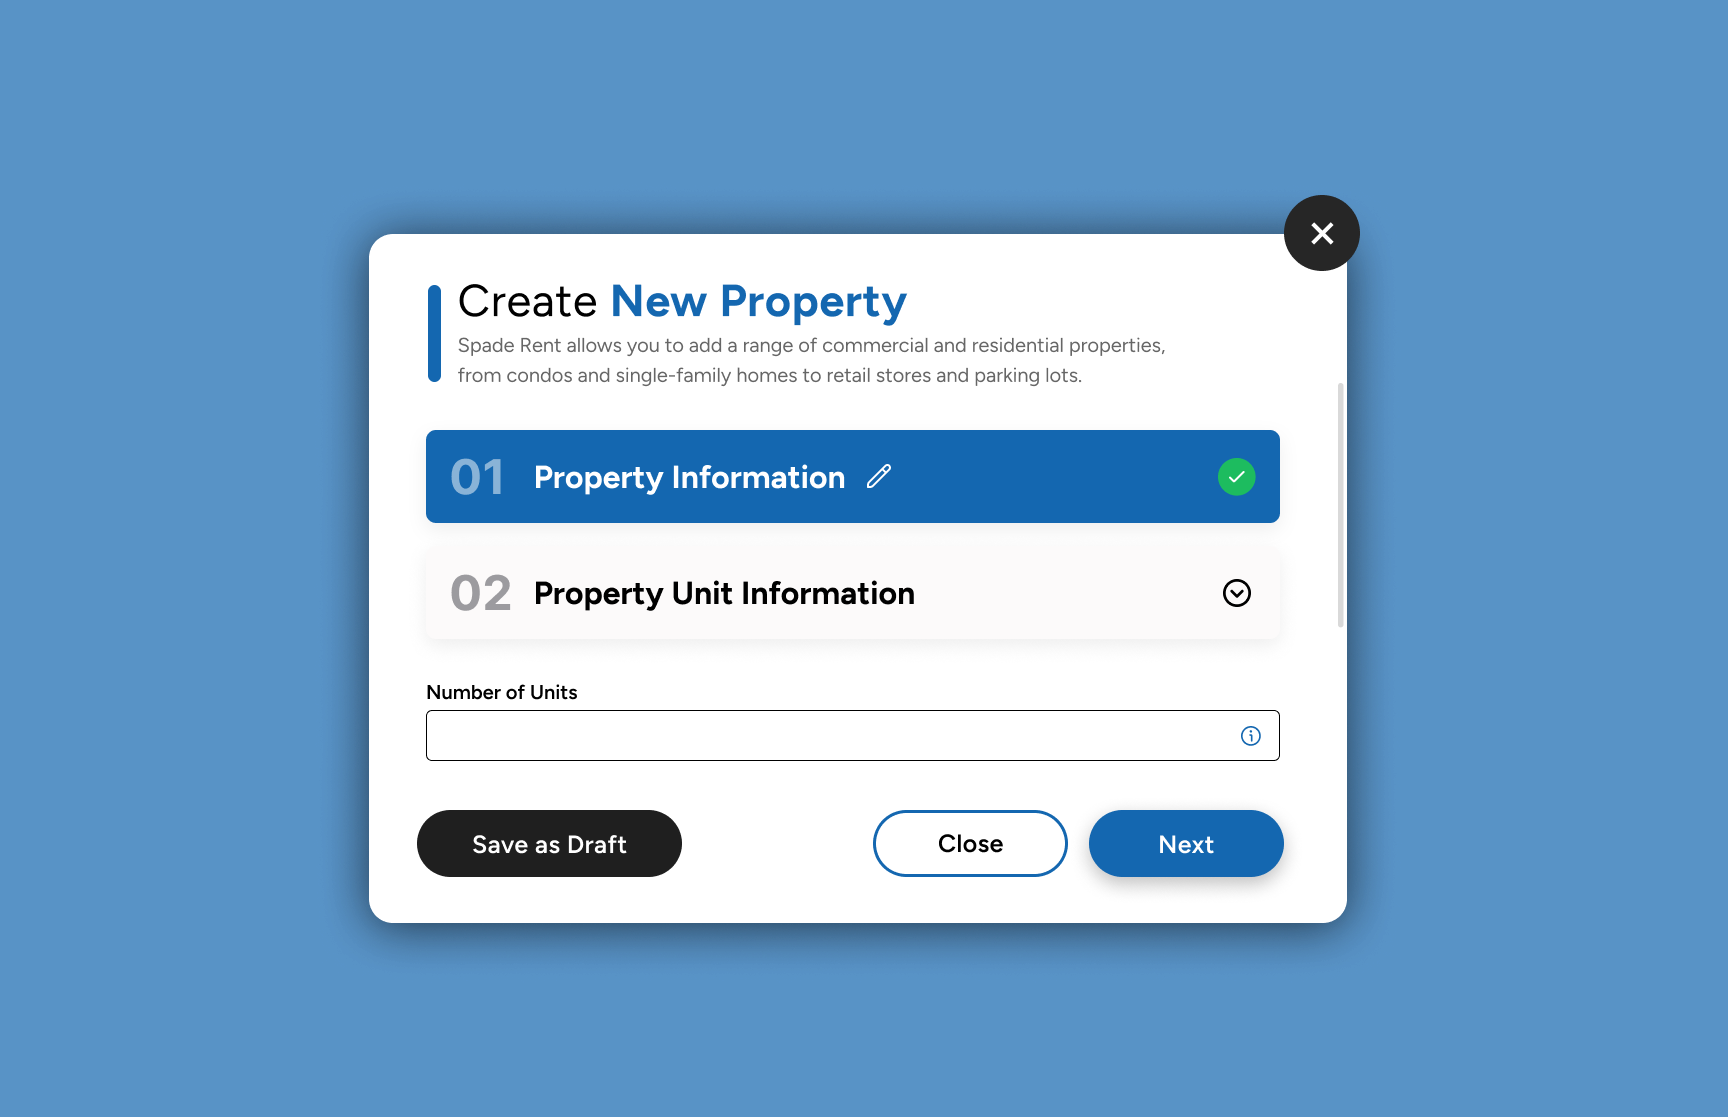 Create New Property
Spade Rent allows you to add a range of commercial and residential properties,
from condos and single-family homes to retail stores and parking lots.
01 Property Information
02 Property Unit Information
Number of Units
Save as Draft
Close
Next